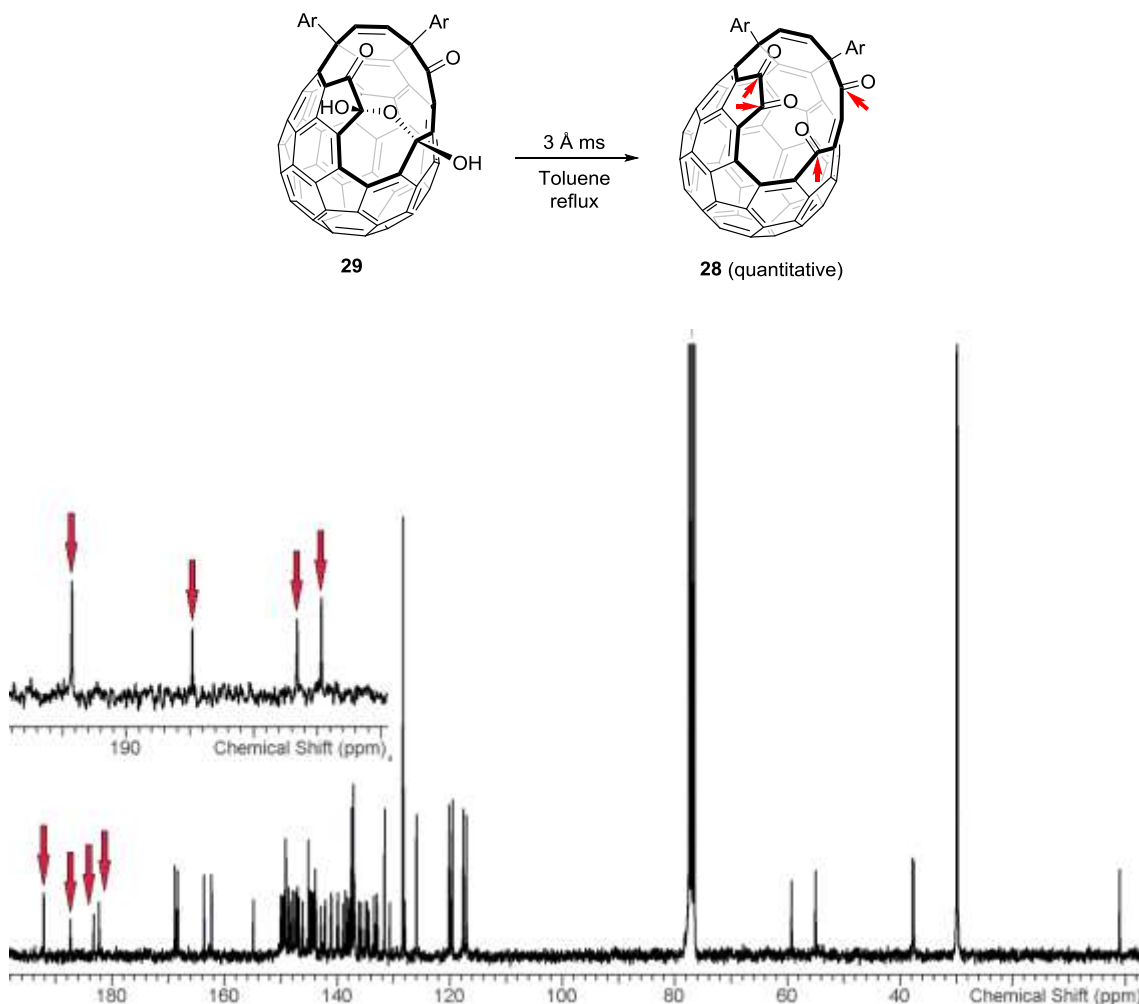 Ar
Ar
O
O
HO
O
OH
29
3 Å ms
Toluene
reflux
Ar
Ar
O
O
O
O
28 (quantitative)
190
Chemical Shift (ppm)
180
160
140
120
100
80
60
40
Chemical Shift (ppm)